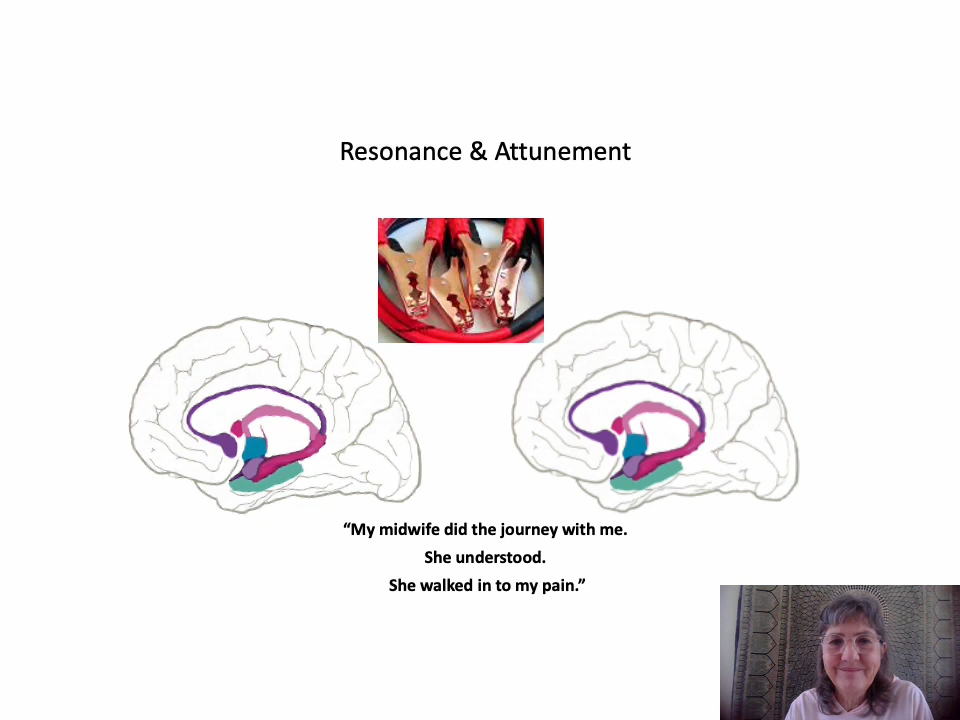 Resonance & Attunement
“My midwife did the journey with me.
She understood.
She walked in to my pain.”